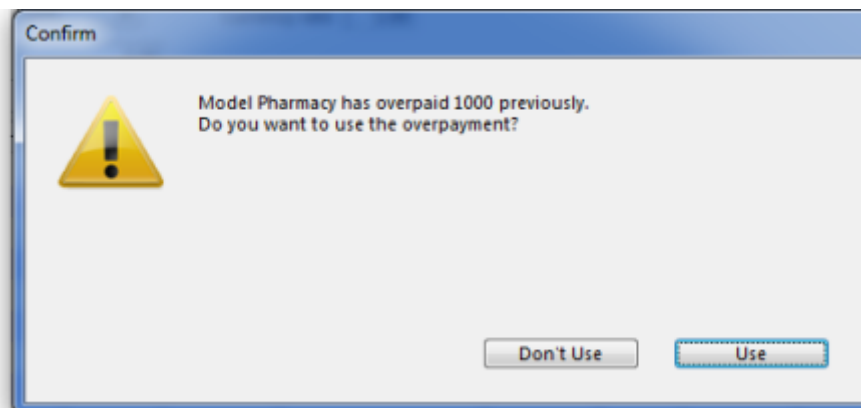 Confirm
Model Pharmacy has overpaid 1000 previously.
Do you want to use the overpayment?
Don't Use
Use